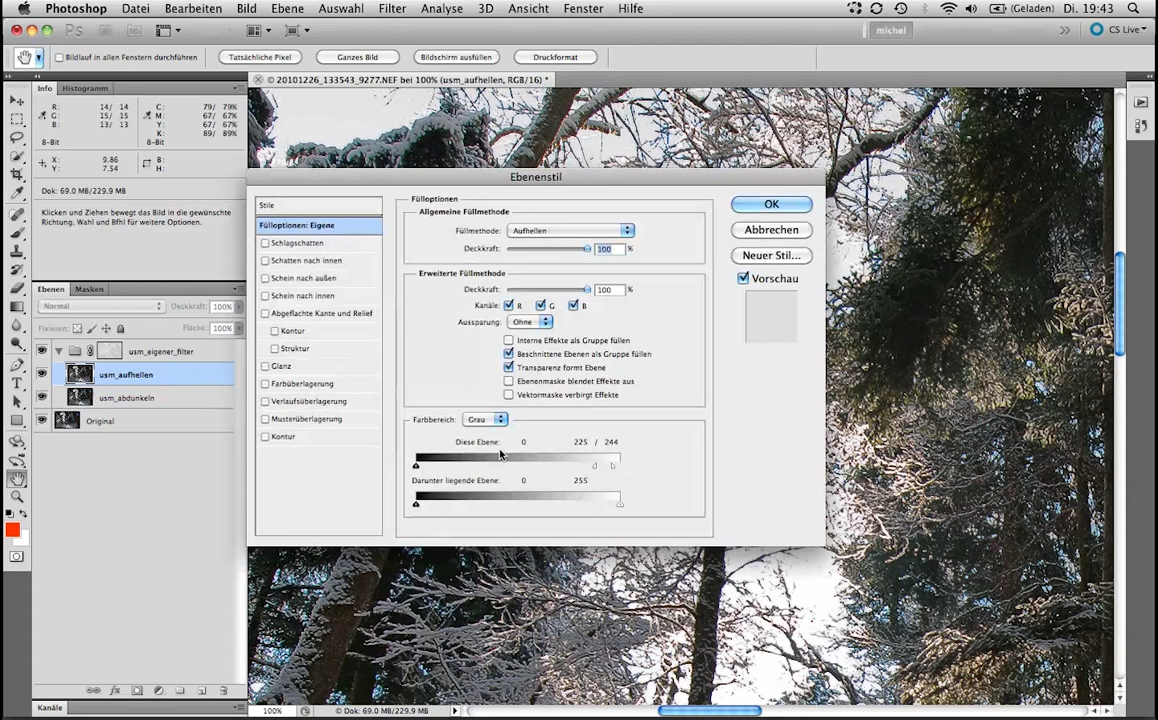 Photoshop Datei Bearbeiten Bild Ebene Auswahl Filter Analyse 3D Ansicht Fenster Hilfe (Geladen) Di. 19:43
Ps Br Mb michel CS Live
Bildlauf in allen Fenstern durchführen Tatsächliche Pixel Ganzes Bild Bildschirm ausfüllen Druckformat
© 20101226_133543_9277.NEF bei 100% (usm_aufhellen, RGB/16) *
Info Histogramm
R: 14/ 14 C: 79/ 79%
G: 15/ 15 M: 67/ 67%
B: 13/ 13 Y: 67/ 67%
K: 89/ 89%
8-Bit 8-Bit
X: 9.86 B:
Y: 7.54 H:
Dok: 69.0 MB/229.9 MB
Klicken und Ziehen bewegt das Bild in die gewünschte
Richtung. Wahl und Bfhl für weitere Optionen.
Ebenen Masken
Normal Deckkraft: 100%
Fixieren: Fläche: 100%
usm_eigener_filter
usm_aufhellen
usm_abdunkeln
Original
fx
Kanäle
Ebenenstil
Stile
Fülloptionen: Eigene
Schlagschatten
Schatten nach innen
Schein nach außen
Schein nach innen
Abgeflachte Kante und Relief
Kontur
Struktur
Glanz
Farbüberlagerung
Verlaufsüberlagerung
Musterüberlagerung
Kontur
Fülloptionen
Allgemeine Füllmethode
Füllmethode: Aufhellen
Deckkraft: 100 %
Erweiterte Füllmethode
Deckkraft: 100 %
Kanäle: R G B
Aussparung: Ohne
Interne Effekte als Gruppe füllen
Beschnittene Ebenen als Gruppe füllen
Transparenz formt Ebene
Ebenenmaske blendet Effekte aus
Vektormaske verbirgt Effekte
Farbbereich: Grau
Diese Ebene: 0 225 / 244
Darunter liegende Ebene: 0 255
OK
Abbrechen
Neuer Stil...
Vorschau
100% © Dok: 69.0 MB/229.9 MB